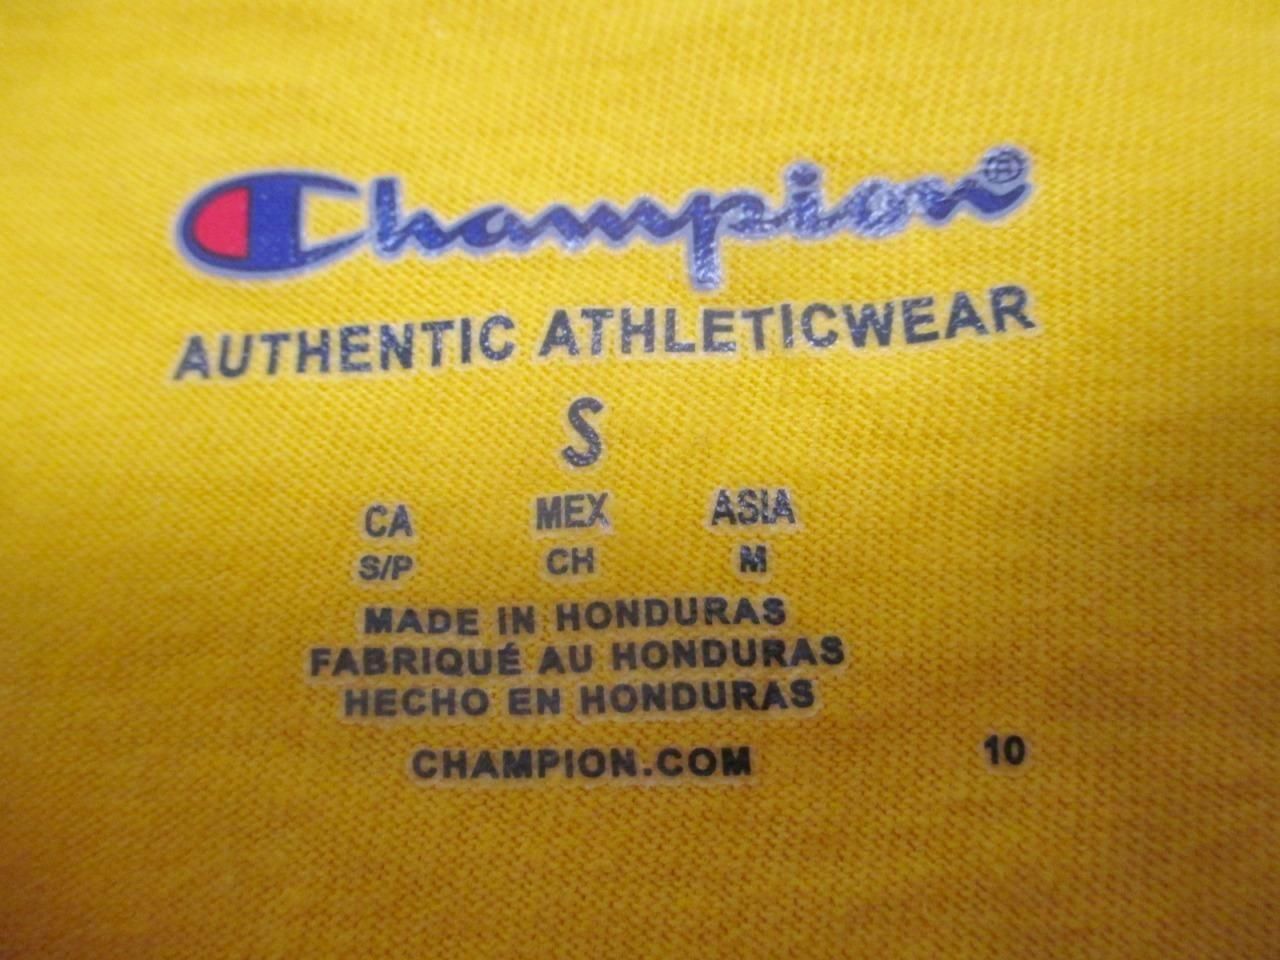 Champion®
AUTHENTIC ATHLETICWEAR
S
CA MEX ASIA
S/P CH M
MADE IN HONDURAS
FABRIQUÉ AU HONDURAS
HECHO EN HONDURAS
CHAMPION.COM 10